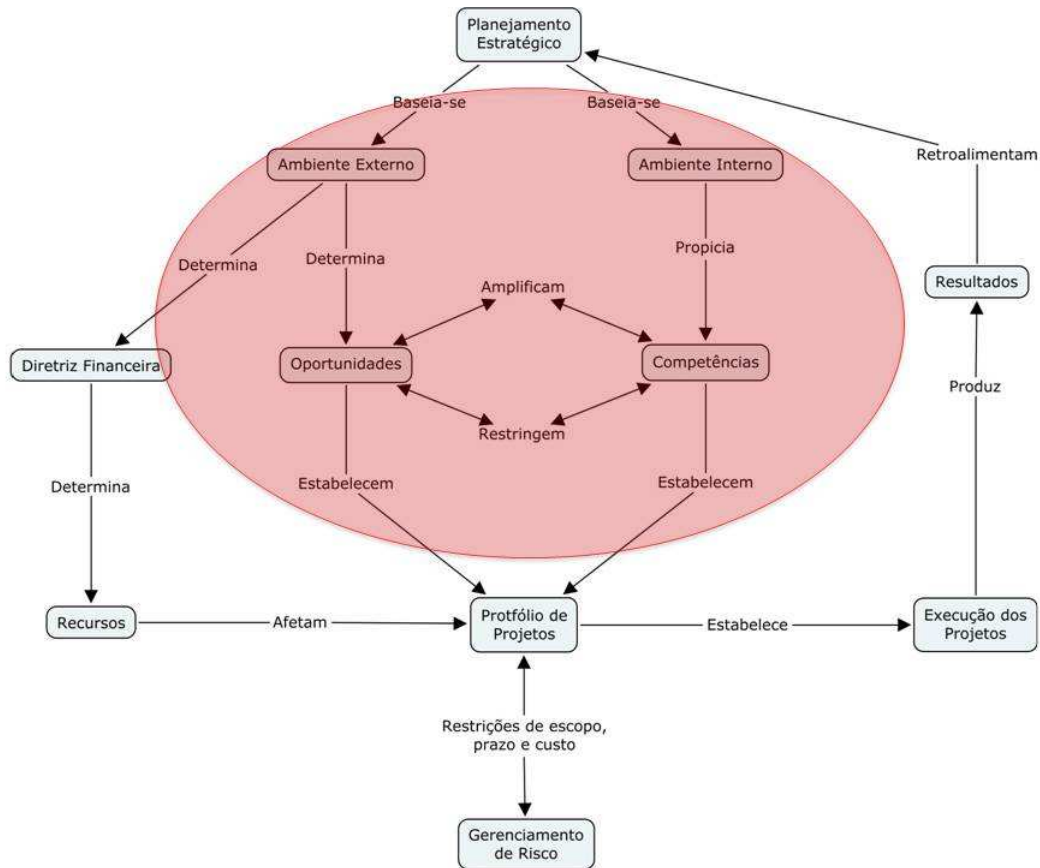 Planejamento
Estratégico
Baseia-se
Baseia-se
Ambiente Externo
Ambiente Interno
Retroalimentam
Determina
Determina
Propicia
Amplificam
Resultados
Diretriz Financeira
Oportunidades
Competências
Produz
Restringem
Determina
Estabelecem
Estabelecem
Recursos
Afetam
Protfólio de
Projetos
Estabelece
Execução dos
Projetos
Restrições de escopo,
prazo e custo
Gerenciamento
de Risco